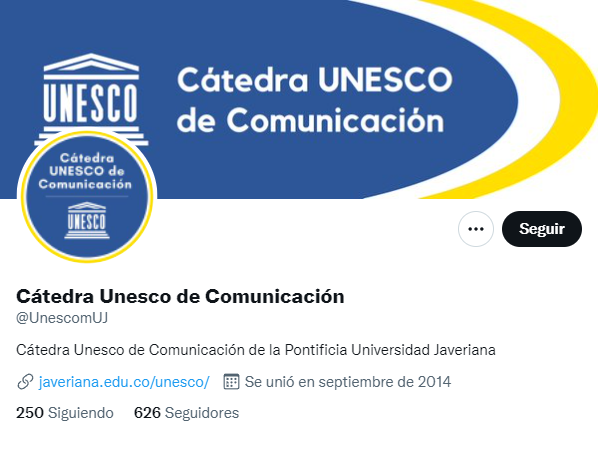 UNESCO
Cátedra UNESCO
de Comunicación
Cátedra
UNESCO de
Comunicación
UNESCO
Seguir
Cátedra Unesco de Comunicación
@UnescomUJ
Cátedra Unesco de Comunicación de la Pontificia Universidad Javeriana
javeriana.edu.co/unesco/ Se unió en septiembre de 2014
250 Siguiendo 626 Seguidores